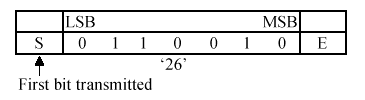 LSB MSB
S 0 1 1 0 0 1 0 E
‘26’
First bit transmitted